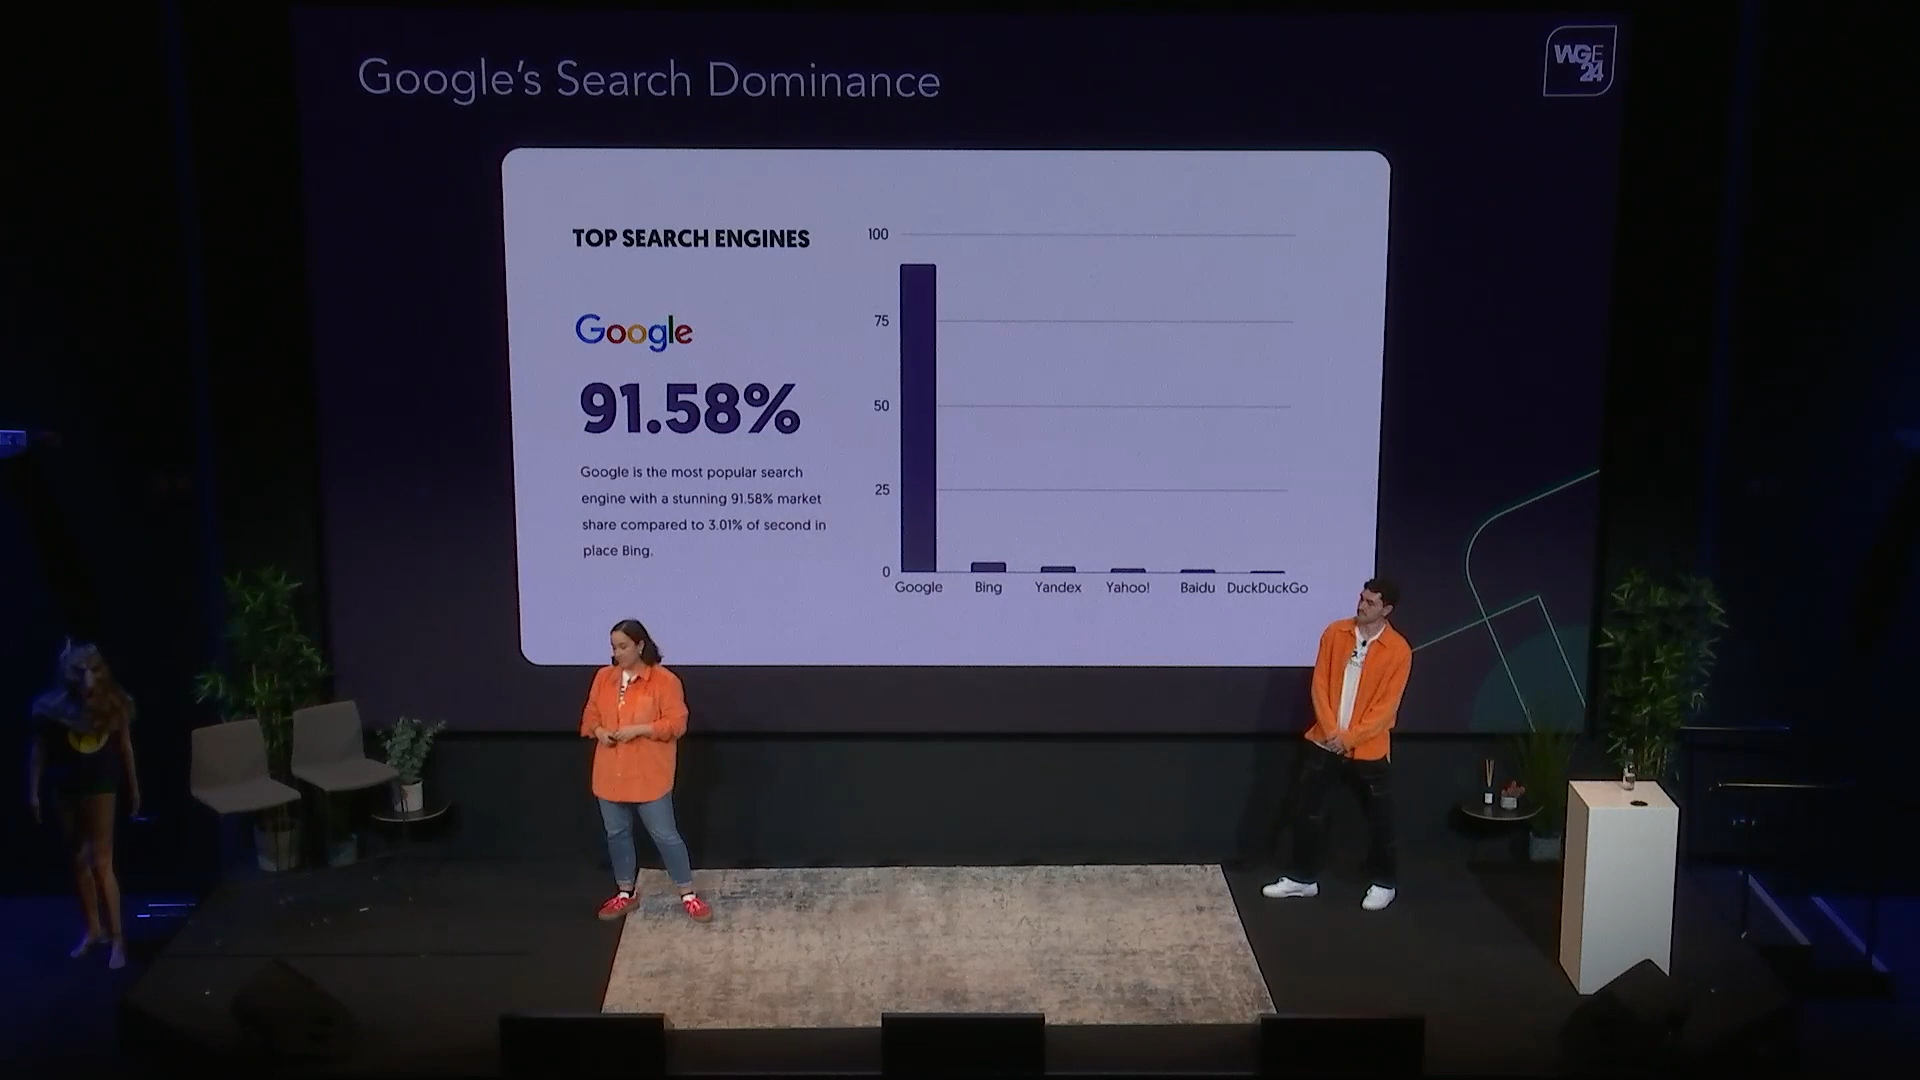 Google's Search Dominance
WGE
24
TOP SEARCH ENGINES
Google
91.58%
Google is the most popular search
engine with a stunning 91.58% market
share compared to 3.01% of second in
place Bing.
100
75
50
25
0
Google Bing Yandex Yahoo! Baidu DuckDuckGo